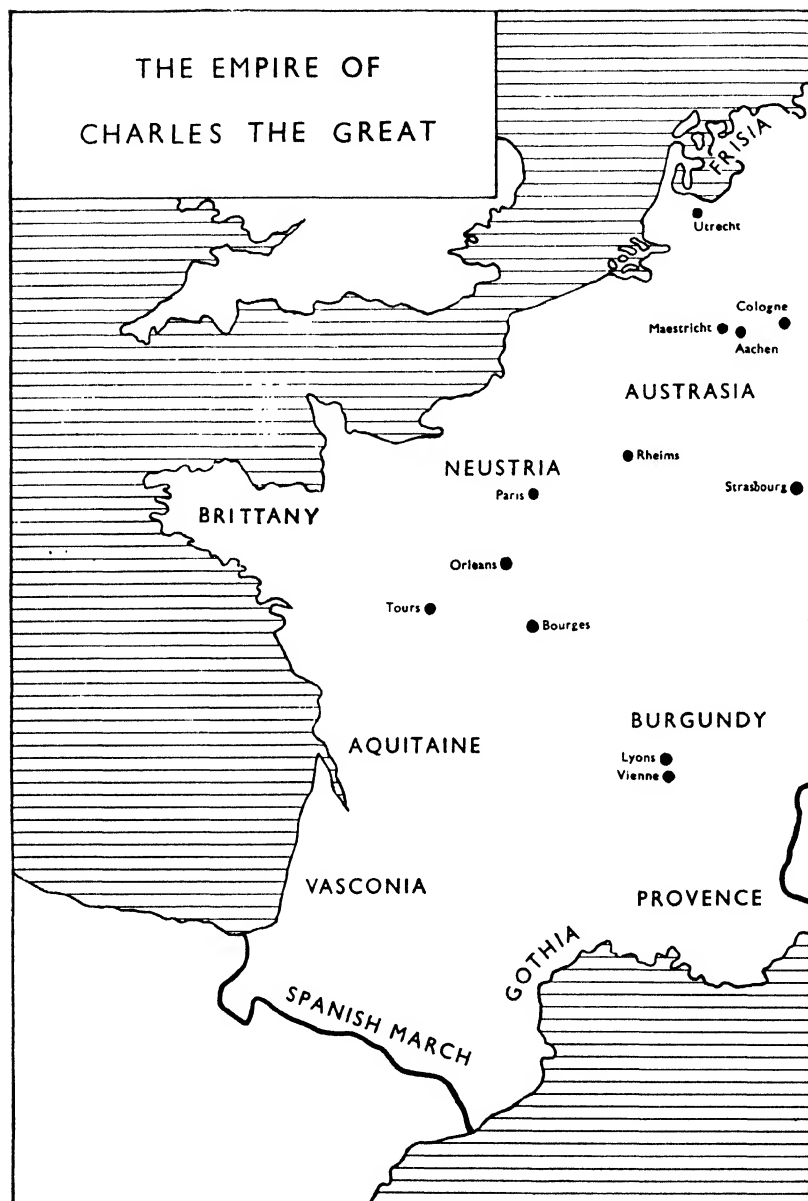 THE EMPIRE OF
CHARLES THE GREAT
FRISIA
Utrecht
Cologne
Maestricht
Aachen
AUSTRASIA
Rheims
NEUSTRIA
Paris
Strasbourg
BRITTANY
Orleans
Tours
Bourges
BURGUNDY
AQUITAINE
Lyons
Vienne
VASCONIA
PROVENCE
GOTHIA
SPANISH MARCH